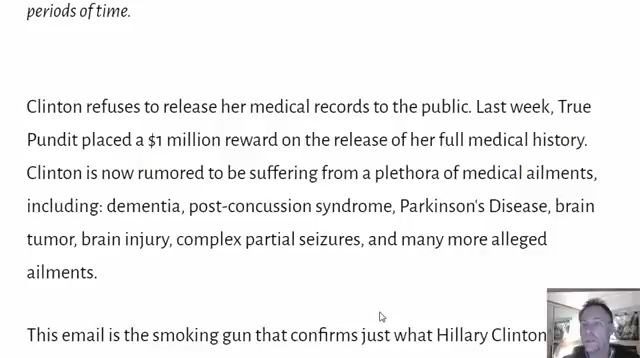 periods of time.
Clinton refuses to release her medical records to the public. Last week, True
Pundit placed a $1 million reward on the release of her full medical history.
Clinton is now rumored to be suffering from a plethora of medical ailments,
including: dementia, post-concussion syndrome, Parkinson's Disease, brain
tumor, brain injury, complex partial seizures, and many more alleged
ailments.
This email is the smoking gun that confirms just what Hillary Clinton